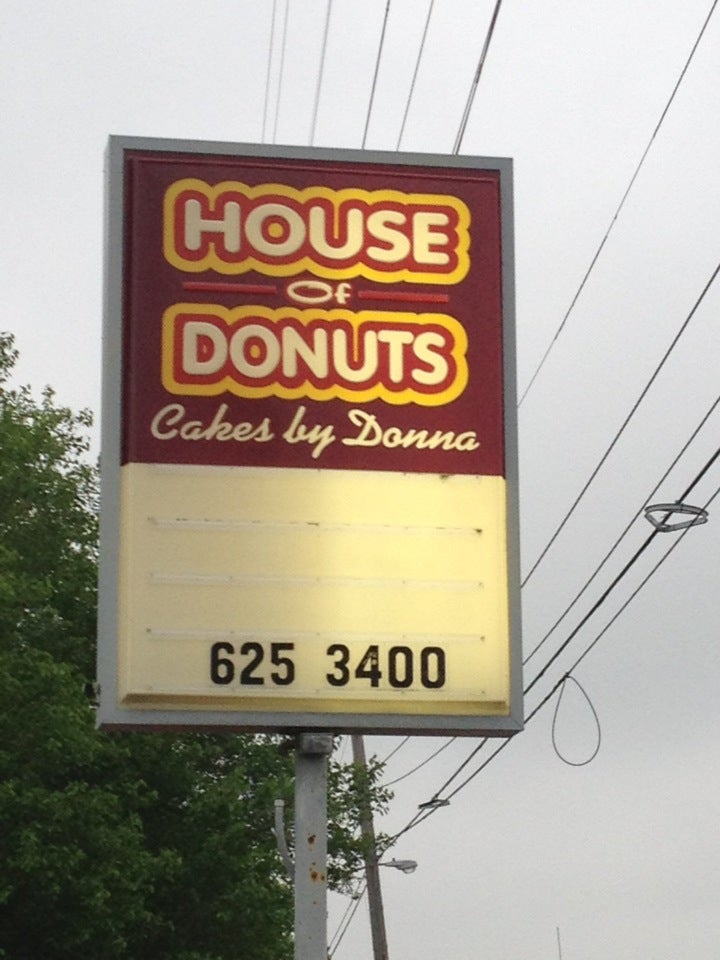 HOUSE
Of
DONUTS
Cakes by Donna
625 3400